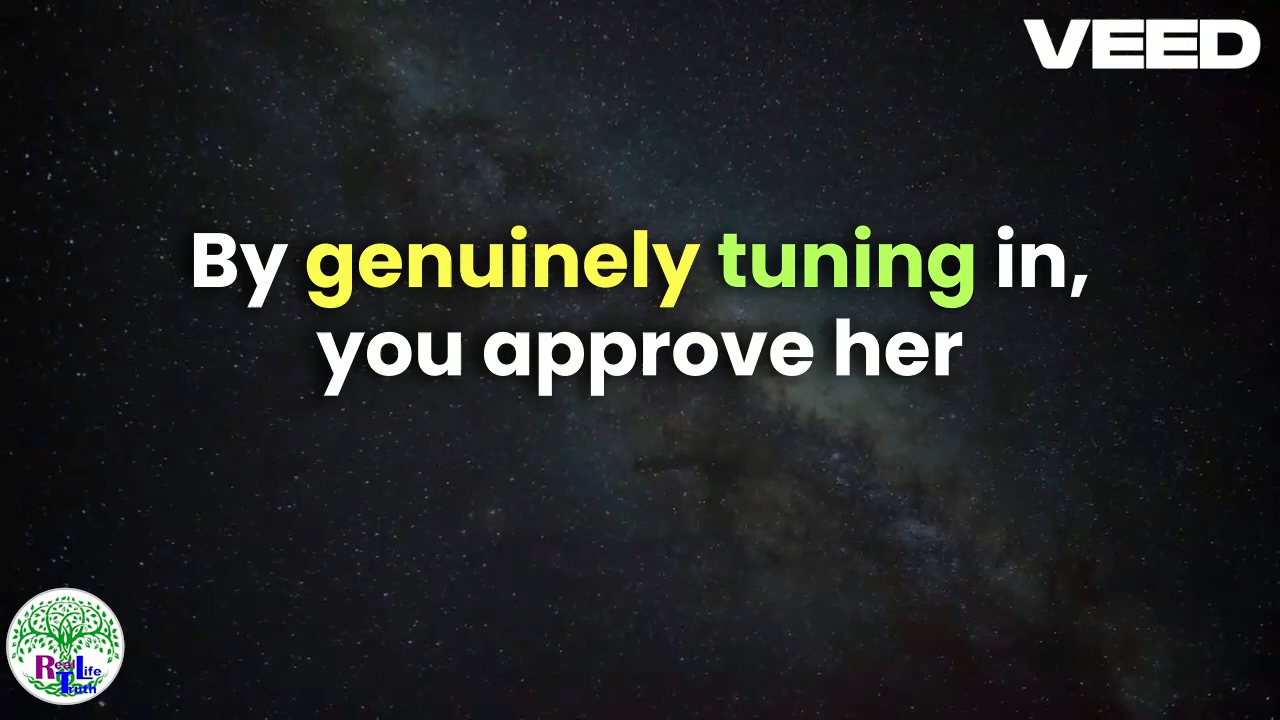 VEED
By genuinely tuning in,
you approve her
Real Life
Truth